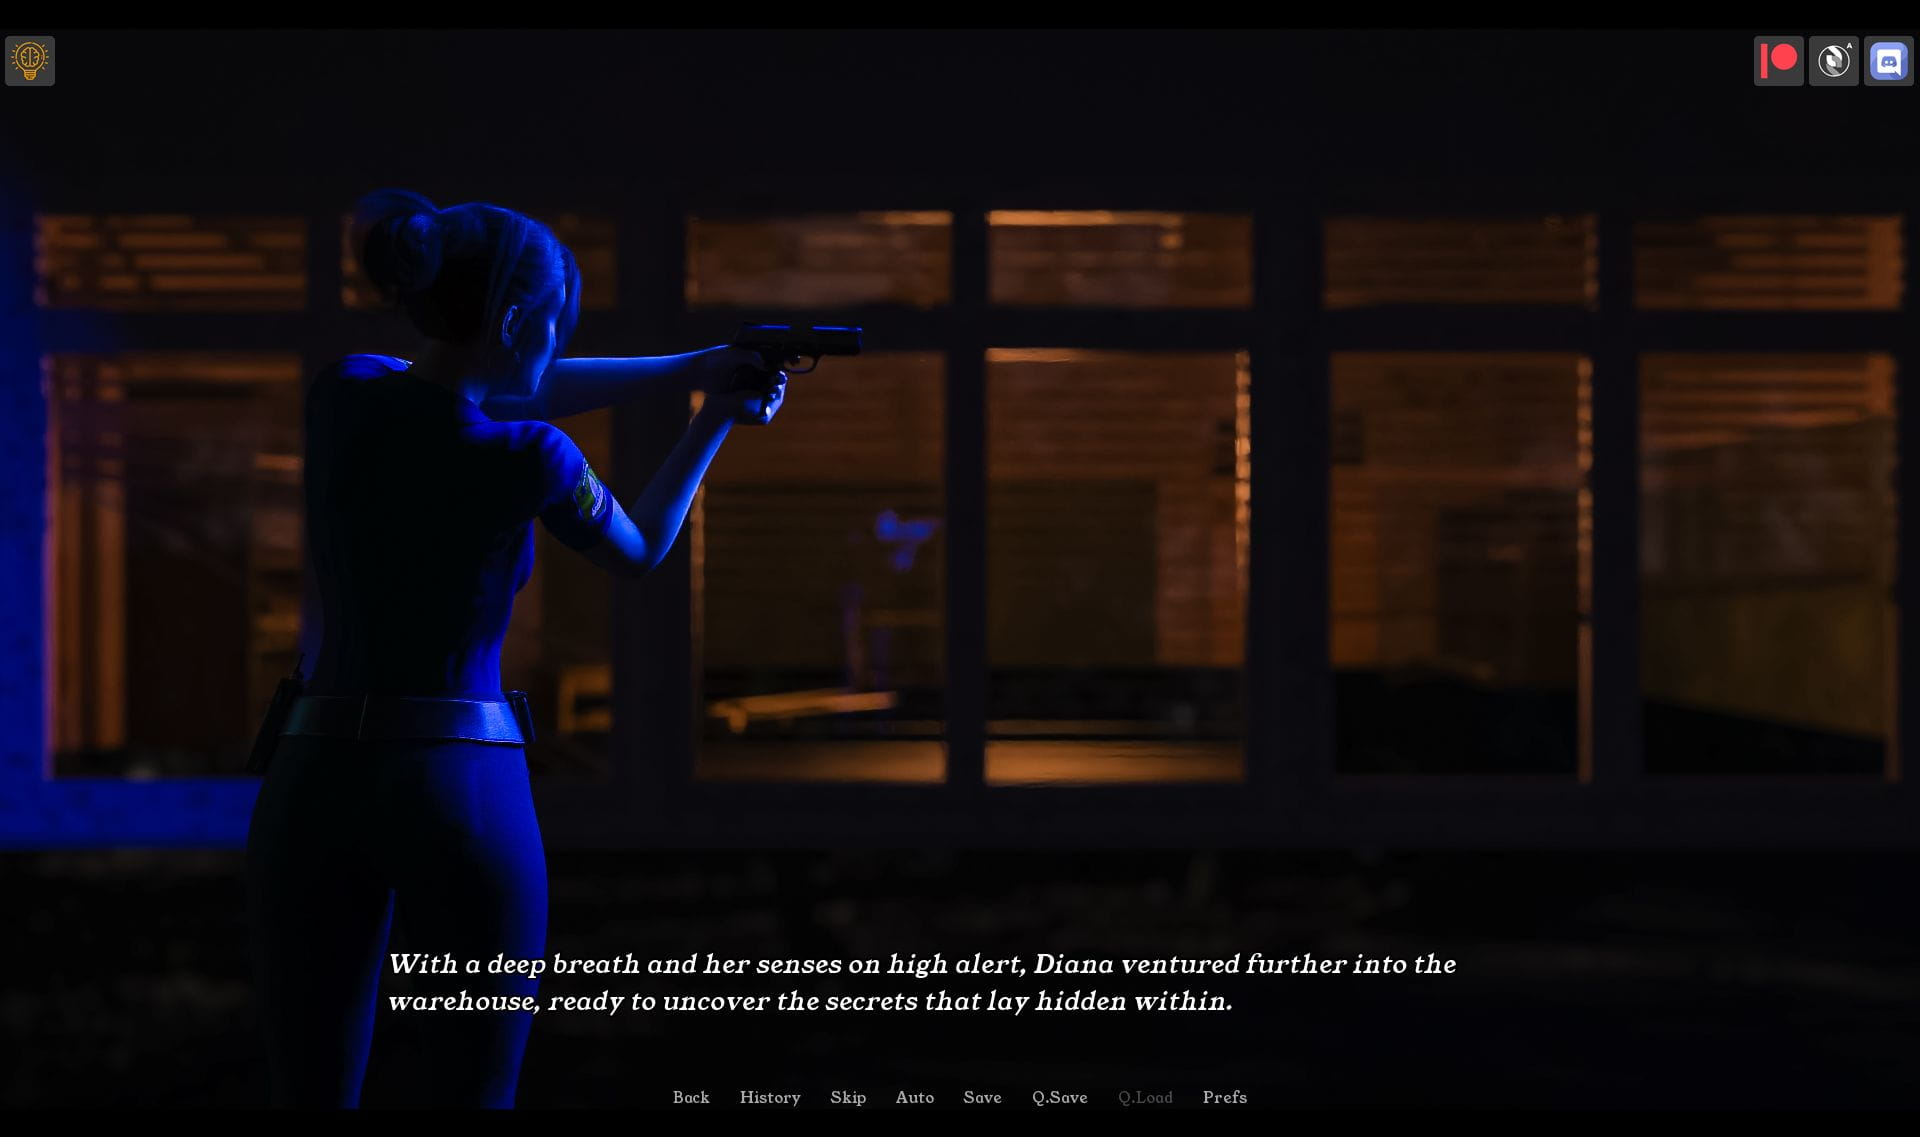 With a deep breath and her senses on high alert, Diana ventured further into the
warehouse, ready to uncover the secrets that lay hidden within.
Back History Skip Auto Save Q.Save Q.Load Prefs